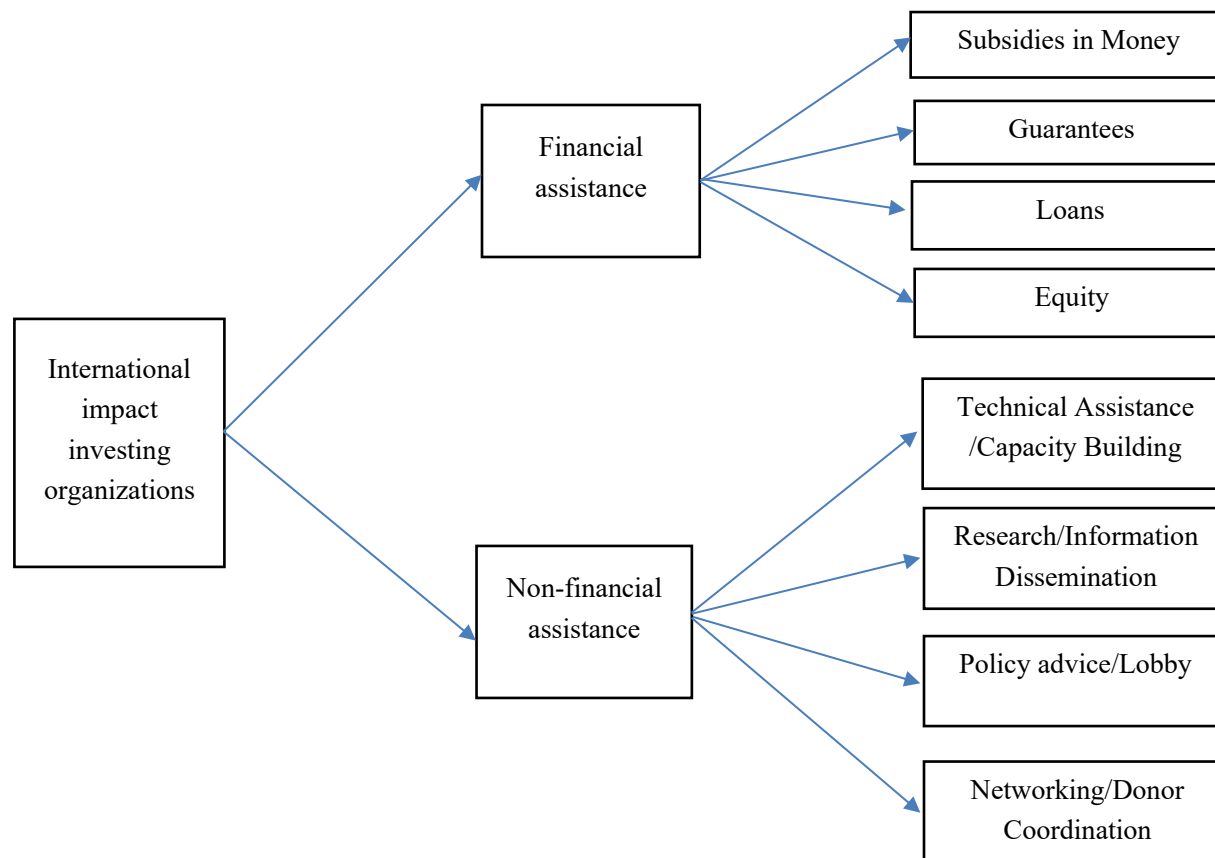 International
impact
investing
organizations
Financial
assistance
Subsidies in Money
Guarantees
Loans
Equity
Non-financial
assistance
Technical Assistance
/Capacity Building
Research/Information
Dissemination
Policy advice/Lobby
Networking/Donor
Coordination